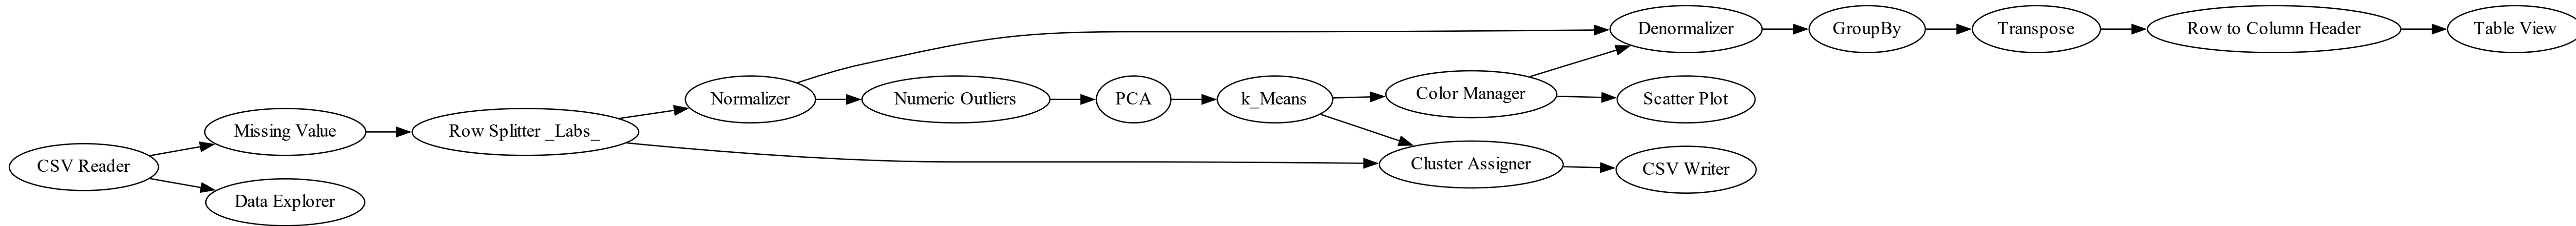 CSV Reader
Missing Value
Data Explorer
Row Splitter _Labs_
Normalizer
Numeric Outliers
PCA
k_Means
Color Manager
Cluster Assigner
Denormalizer
Scatter Plot
CSV Writer
GroupBy
Transpose
Row to Column Header
Table View